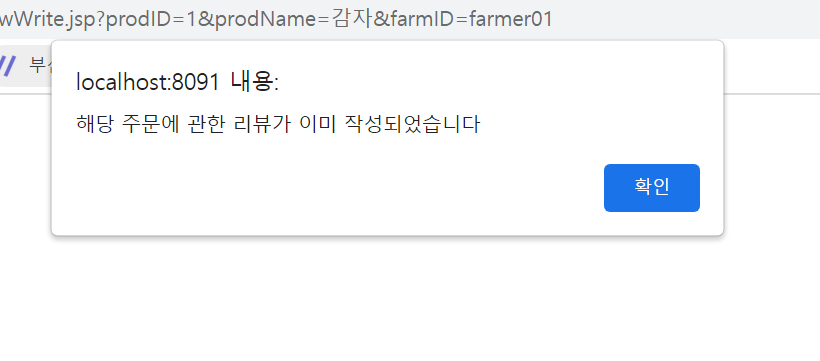 wWrite.jsp?prodID=1&prodName=감자&farmID=farmer01
localhost:8091 내용:
해당 주문에 관한 리뷰가 이미 작성되었습니다
확인